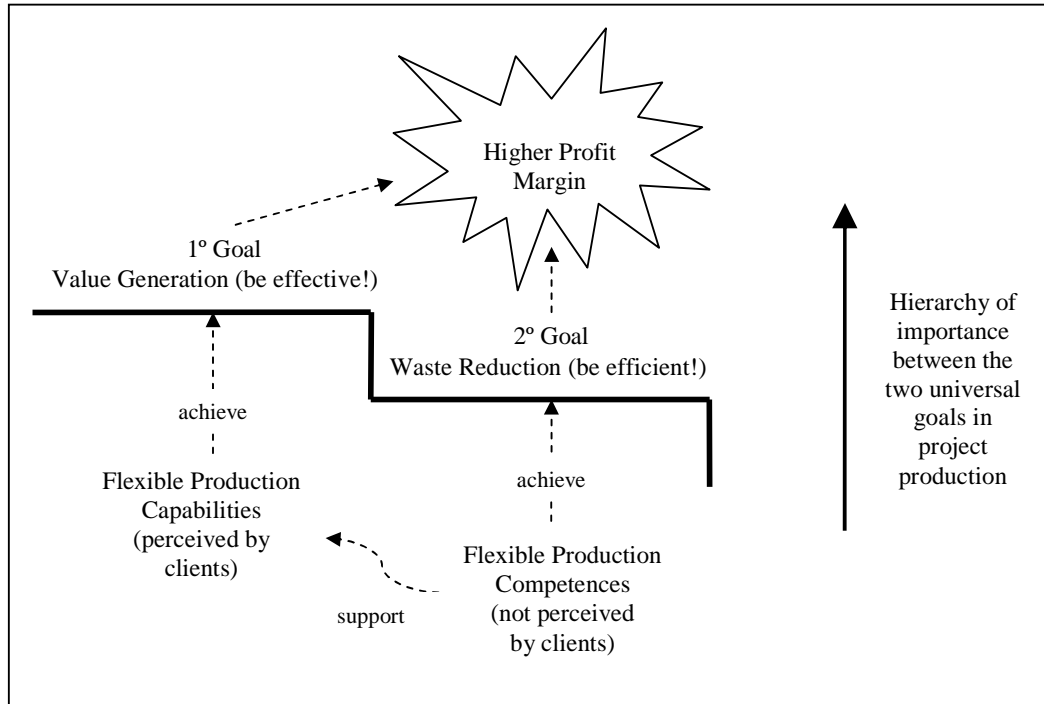 Higher Profit
Margin
1º Goal
Value Generation (be effective!)
2º Goal
Waste Reduction (be efficient!)
achieve
Flexible Production
Capabilities
(perceived by
clients)
achieve
Flexible Production
Competences
(not perceived
by clients)
support
Hierarchy of
importance
between the
two universal
goals in
project
production